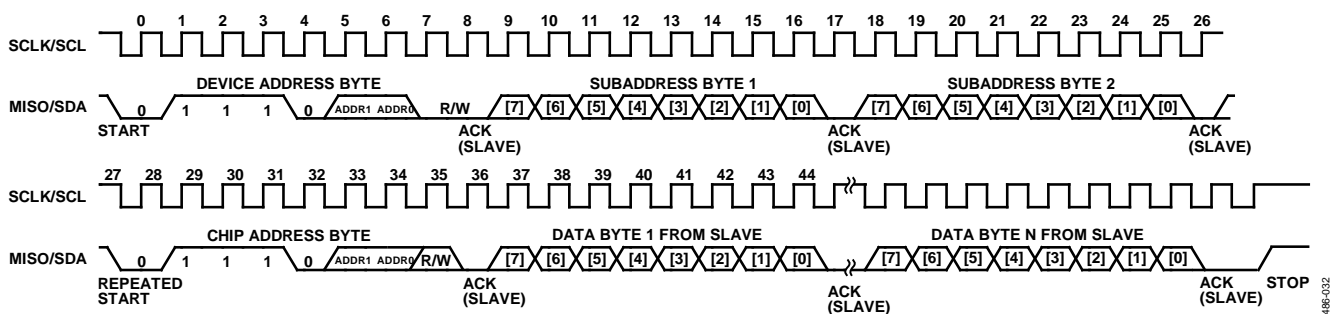 0 1 2 3 4 5 6 7 8 9 10 11 12 13 14 15 16 17 18 19 20 21 22 23 24 25 26
SCLK/SCL
DEVICE ADDRESS BYTE SUBADDRESS BYTE 1 SUBADDRESS BYTE 2
MISO/SDA 0 1 1 1 0 ADDR1 ADDR0 R/W [7] [6] [5] [4] [3] [2] [1] [0] [7] [6] [5] [4] [3] [2] [1] [0]
START ACK ACK ACK
(SLAVE) (SLAVE) (SLAVE)
27 28 29 30 31 32 33 34 35 36 37 38 39 40 41 42 43 44
SCLK/SCL
CHIP ADDRESS BYTE DATA BYTE 1 FROM SLAVE DATA BYTE N FROM SLAVE
MISO/SDA 0 1 1 1 0 ADDR1 ADDR0 R/W [7] [6] [5] [4] [3] [2] [1] [0] [7] [6] [5] [4] [3] [2] [1] [0]
REPEATED ACK ACK ACK STOP
START (SLAVE) (SLAVE) (SLAVE)
486-032